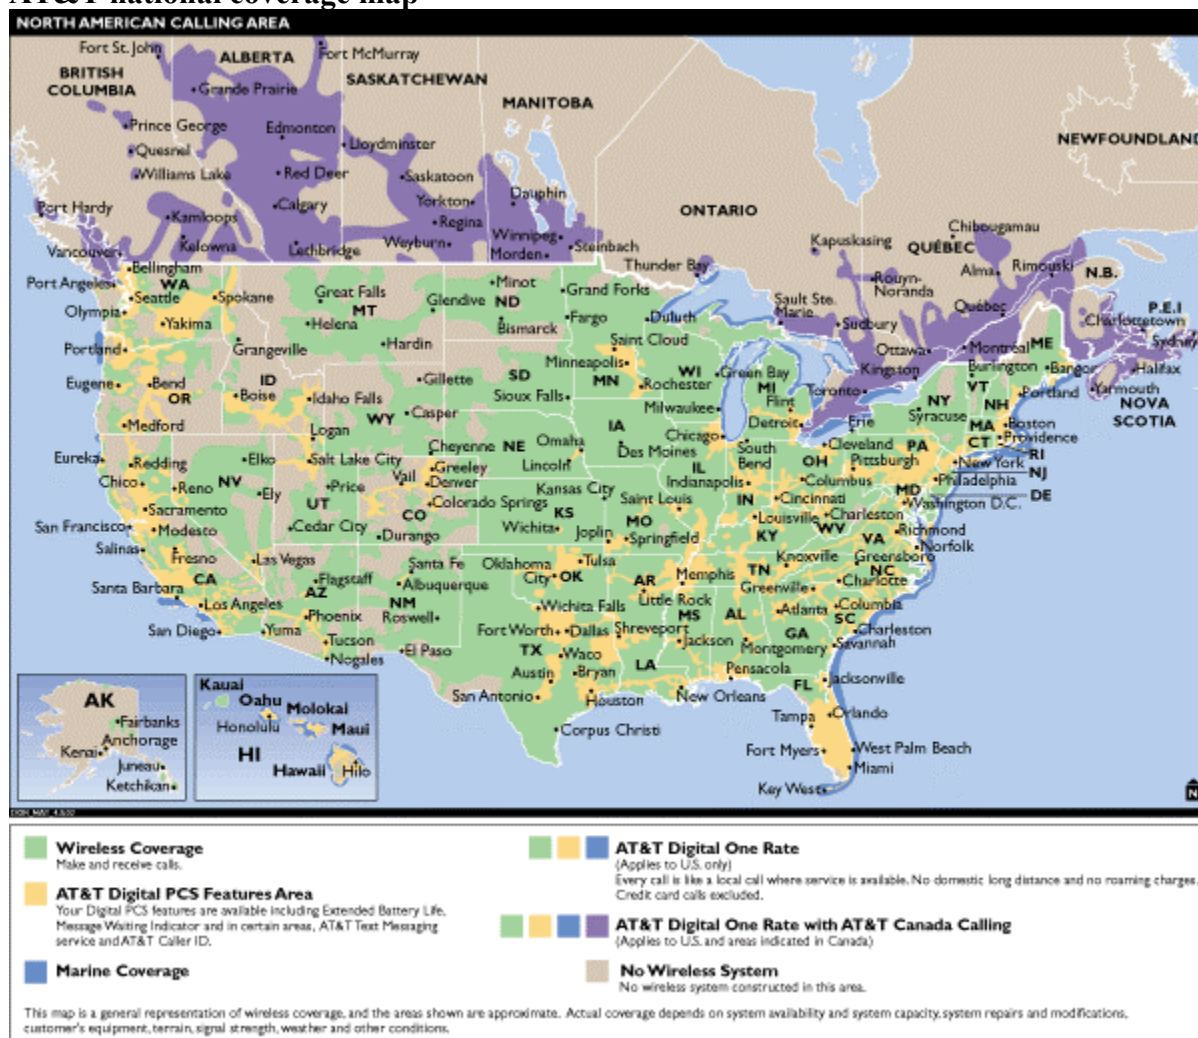 AT&T national coverage map
NORTH AMERICAN CALLING AREA
Fort St. John
ALBERTA
Fort McMurray
BRITISH
COLUMBIA
SASKATCHEWAN
Grande Prairie
MANITOBA
Prince George
Edmonton
NEWFOUNDLAND
Quesnel
Lloydminster
Williams Lake
Red Deer
Saskatoon
Dauphin
Port Hardy
Calgary
Yorkton
ONTARIO
Kamloops
Regina
Chibougamau
Vancouver
Kelowna
Lethbridge
Weyburn
Winnipeg
Morden
Steinbach
Kapuskasing
QUÉBEC
Thunder Bay
Rouyn-
Noranda
Alma
Rimouski
N.B.
Bellingham
Port Angeles
WA
Seattle
Spokane
Great Falls
MT
Glendive
Minot
ND
Grand Forks
Sault Ste.
Marie
Québec
P.E.I
Charlottetown
Olympia
Yakima
Helena
Bismarck
Fargo
Duluth
Sudbury
Sydney
Portland
Grangeville
Hardin
Saint Cloud
Ottawa
Montreal
ME
Minneapolis
WI
Green Bay
Kingston
Burlington
Bangor
Halifax
Eugene
Bend
OR
ID
Boise
Idaho Falls
Gillette
SD
Sioux Falls
MN
Rochester
MI
Flint
Toronto
VT
NY
NH
Portland
Yarmouth
NOVA
SCOTIA
Medford
Logan
WY
Casper
Milwaukee
Detroit
Erie
Syracuse
MA
Boston
Eureka
Redding
Elko
Salt Lake City
Cheyenne
NE
Omaha
IA
Des Moines
Chicago
South
Bend
Cleveland
PA
CT
Providence
RI
Chico
Reno
NV
Ely
Price
Vail
Greeley
Denver
Lincoln
IL
Indianapolis
OH
Pittsburgh
New York
NJ
Sacramento
UT
CO
Colorado Springs
Kansas City
Saint Louis
IN
Columbus
Cincinnati
MD
Philadelphia
DE
Washington D.C.
San Francisco
Modesto
Cedar City
Durango
Wichita
KS
Joplin
MO
Springfield
Louisville
Charleston
WV
Richmond
Salinas
Fresno
Las Vegas
Santa Fe
Oklahoma
City
OK
Tulsa
KY
Knoxville
VA
Greensboro
Norfolk
Santa Barbara
CA
Flagstaff
AZ
Albuquerque
AR
Memphis
TN
Greenville
NC
Charlotte
Los Angeles
Phoenix
NM
Roswell
Wichita Falls
Little Rock
MS
AL
Atlanta
Columbia
SC
San Diego
Yuma
Tucson
Nogales
El Paso
Fort Worth
Dallas
Shreveport
Jackson
GA
Montgomery
Charleston
Savannah
TX
Waco
LA
Austin
Bryan
Pensacola
FL
Jacksonville
San Antonio
Houston
New Orleans
AK
Fairbanks
Anchorage
Kenai
Juneau
Ketchikan
Kauai
Oahu
Molokai
Honolulu
Maui
HI
Hawaii
Hilo
Corpus Christi
Tampa
Orlando
Fort Myers
West Palm Beach
Miami
Key West
N
Wireless Coverage
Make and receive calls.
AT&T Digital PCS Features Area
Your Digital PCS features are available including Extended Battery Life,
Message Waiting Indicator and in certain areas, AT&T Text Messaging
service and AT&T Caller ID.
Marine Coverage
AT&T Digital One Rate
(Applies to U.S. only)
Every call is like a local call where service is available. No domestic long distance and no roaming charges.
Credit card calls excluded.
AT&T Digital One Rate with AT&T Canada Calling
(Applies to U.S. and areas indicated in Canada)
No Wireless System
No wireless system constructed in this area.
This map is a general representation of wireless coverage, and the areas shown are approximate. Actual coverage depends on system availability and system capacity, system repairs and modifications,
customer's equipment, terrain, signal strength, weather and other conditions.